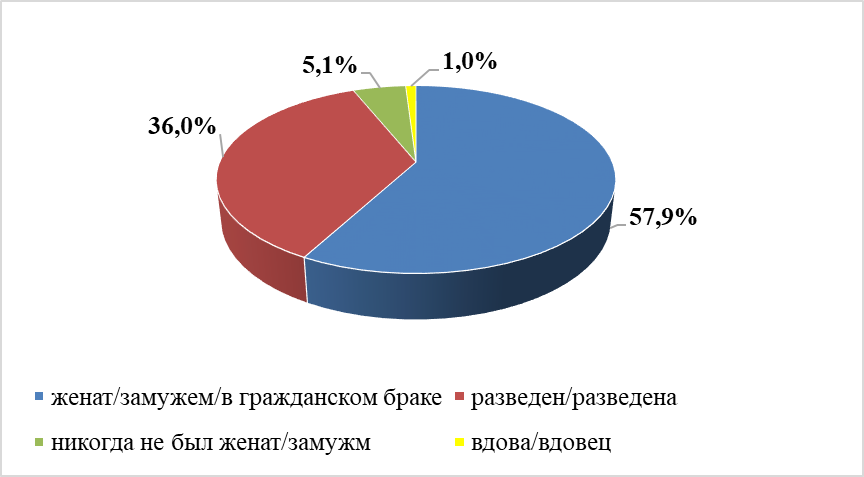 5,1%
1,0%
36,0%
57,9%
женат/замужем/в гражданском браке
разведен/разведена
никогда не был женат/замужм
вдова/вдовец